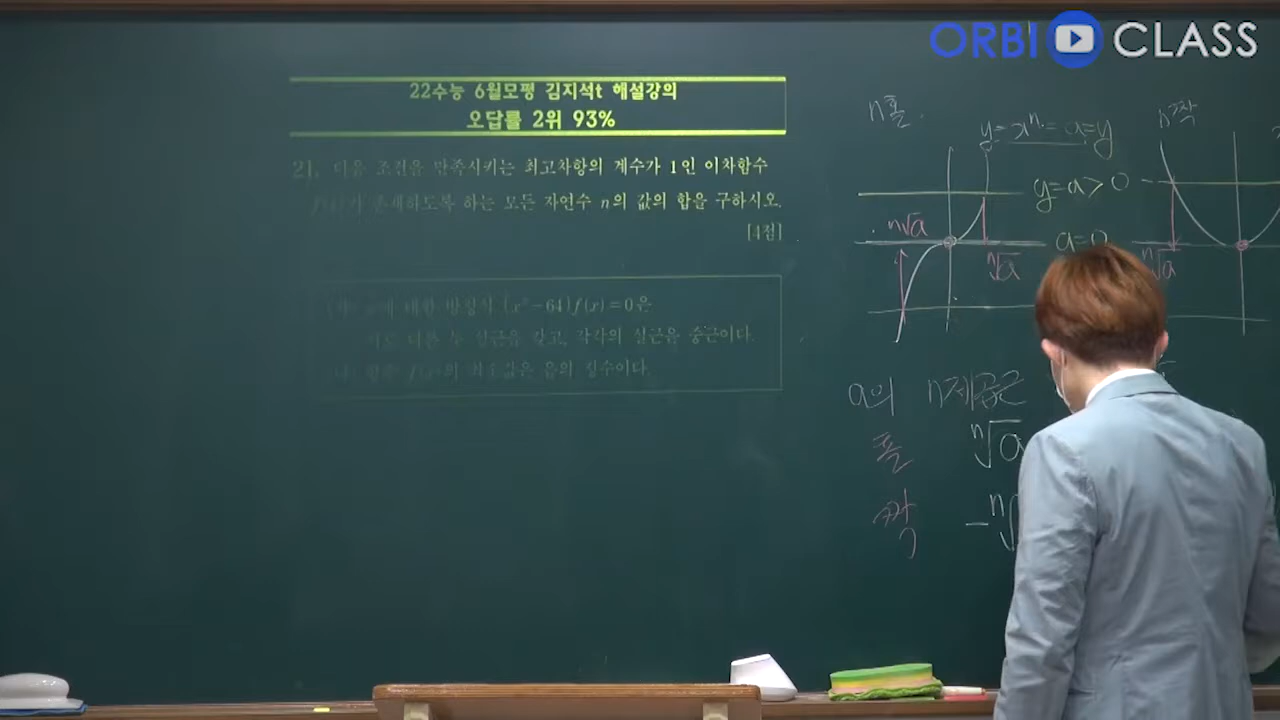 ORBI CLASS
22수능 6월모평 김지석t 해설강의
오답률 2위 93%
21. 다음 조건을 만족시키는 최고차항의 계수가 1인 이차함수
존재하도록 하는 모든 자연수 n의 값의 합을 구하시오.
[4점]
x에 대한 방정식 (xⁿ-64)f(x)=0은
서로 다른 두 실근을 갖고, 각각의 실근은 중근이다.
함수 f(x)의 최솟값은 음의 정수이다.
n홀
y=xⁿ=a=y
y=a>0
ⁿ√a
ⁿ√a
a=0
n짝
ⁿ√a
a의 n제곱근
홀 ⁿ√a
짝